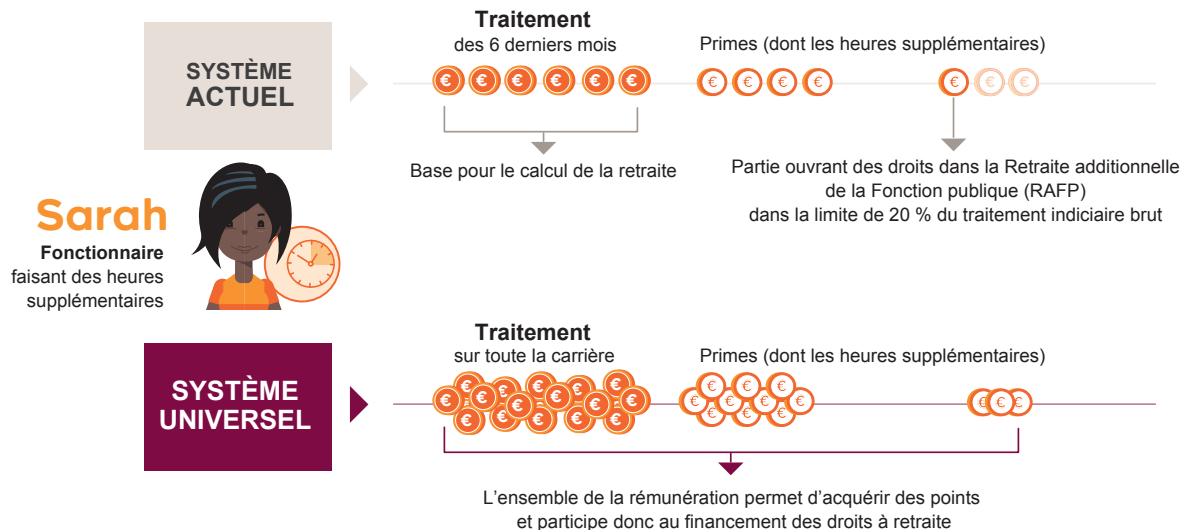 SYSTÈME
ACTUEL
Traitement
des 6 derniers mois
Primes (dont les heures supplémentaires)
€ € € € € €
€ € € €
€ € €
Base pour le calcul de la retraite
Partie ouvrant des droits dans la Retraite additionnelle
de la Fonction publique (RAFP)
dans la limite de 20 % du traitement indiciaire brut
Sarah
Fonctionnaire
faisant des heures
supplémentaires
SYSTÈME
UNIVERSEL
Traitement
sur toute la carrière
Primes (dont les heures supplémentaires)
L’ensemble de la rémunération permet d’acquérir des points
et participe donc au financement des droits à retraite